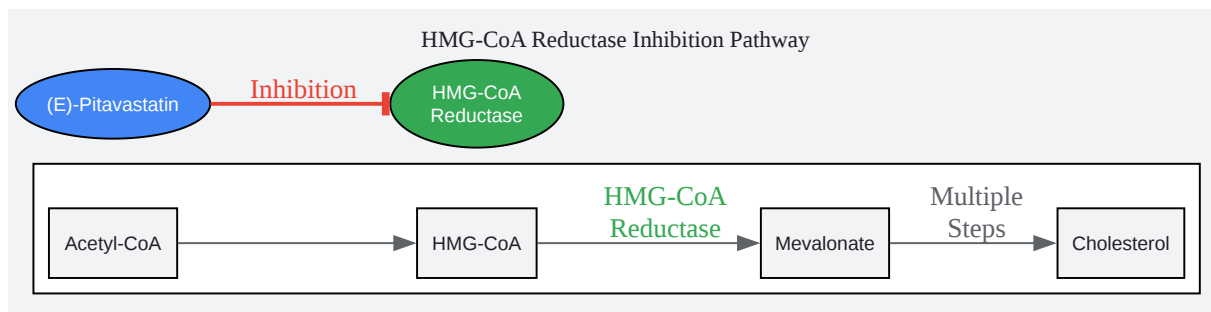 HMG-CoA Reductase Inhibition Pathway
(E)-Pitavastatin
Inhibition
HMG-CoA
Reductase
HMG-CoA
Reductase
Multiple
Steps
Acetyl-CoA
HMG-CoA
Mevalonate
Cholesterol